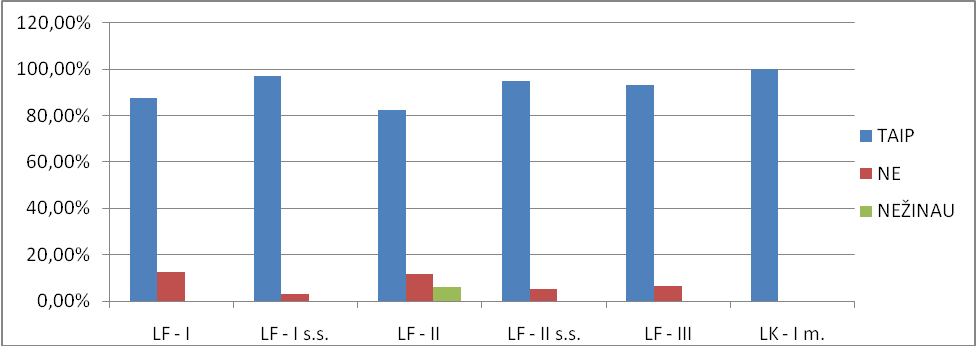 120,00%
100,00%
80,00%
60,00%
40,00%
20,00%
0,00%
LF - I
LF - I s.s.
LF - II
LF - II s.s.
LF - III
LK - I m.
TAIP
NE
NEŽINAU